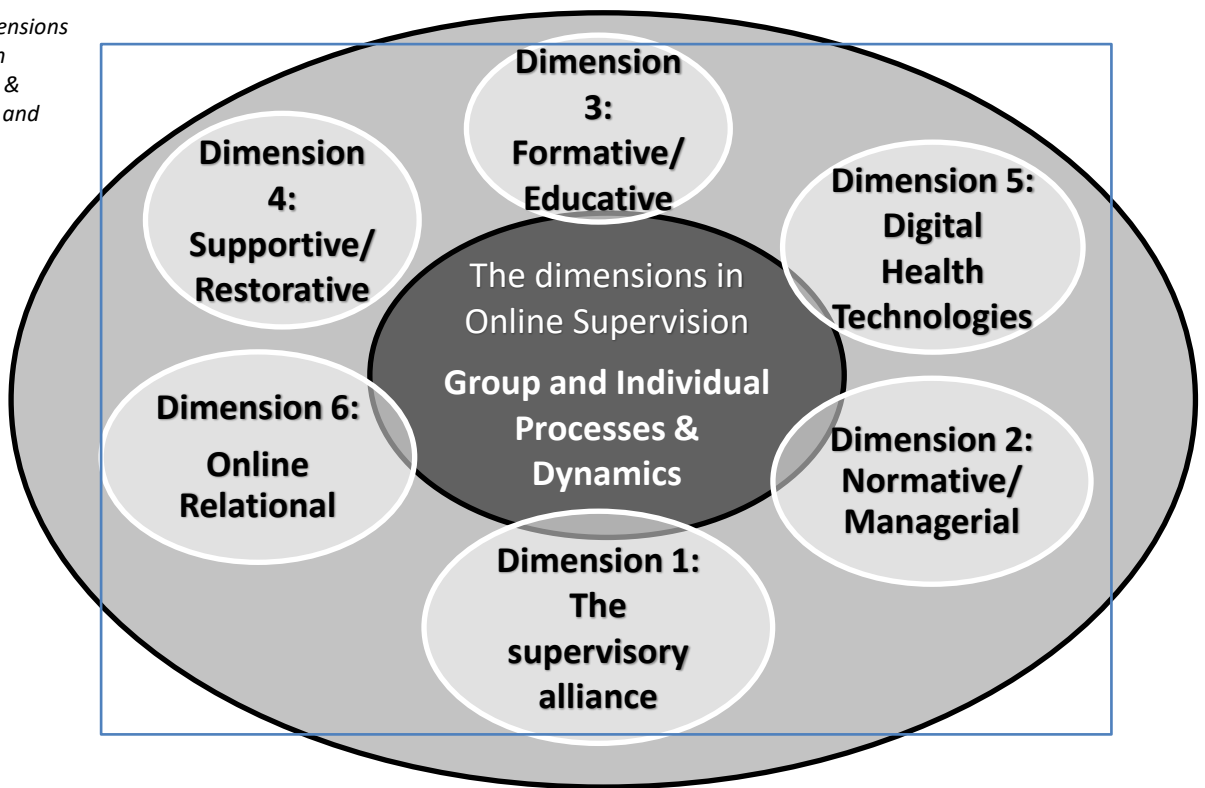 ensions
n
&
and
Dimension
3:
Formative/
Educative
Dimension
4:
Supportive/
Restorative
Dimension 5:
Digital
Health
Technologies
The dimensions in
Online Supervision
Group and Individual
Processes &
Dynamics
Dimension 6:
Online
Relational
Dimension 2:
Normative/
Managerial
Dimension 1:
The
supervisory
alliance